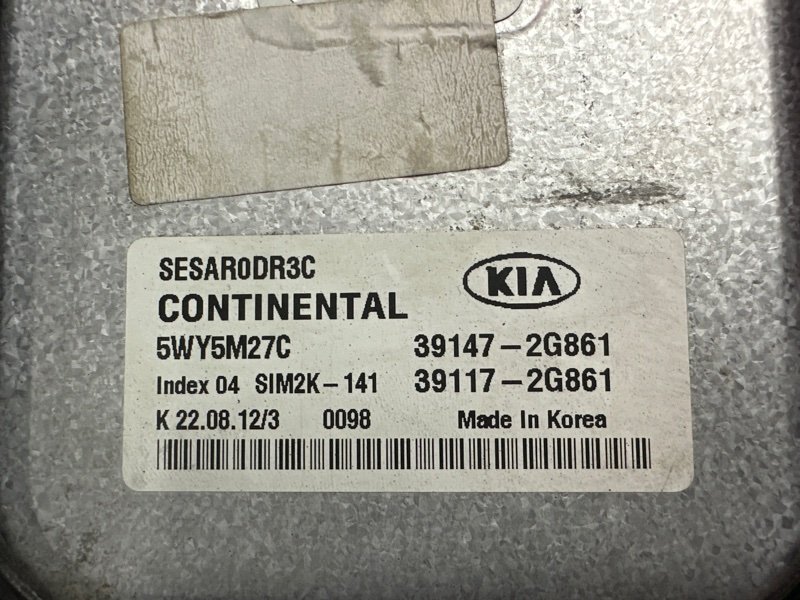 SESAR0DR3C
KIA
CONTINENTAL
5WY5M27C 39147-2G861
Index 04 SIM2K-141 39117-2G861
K 22.08.12/3 0098 Made In Korea